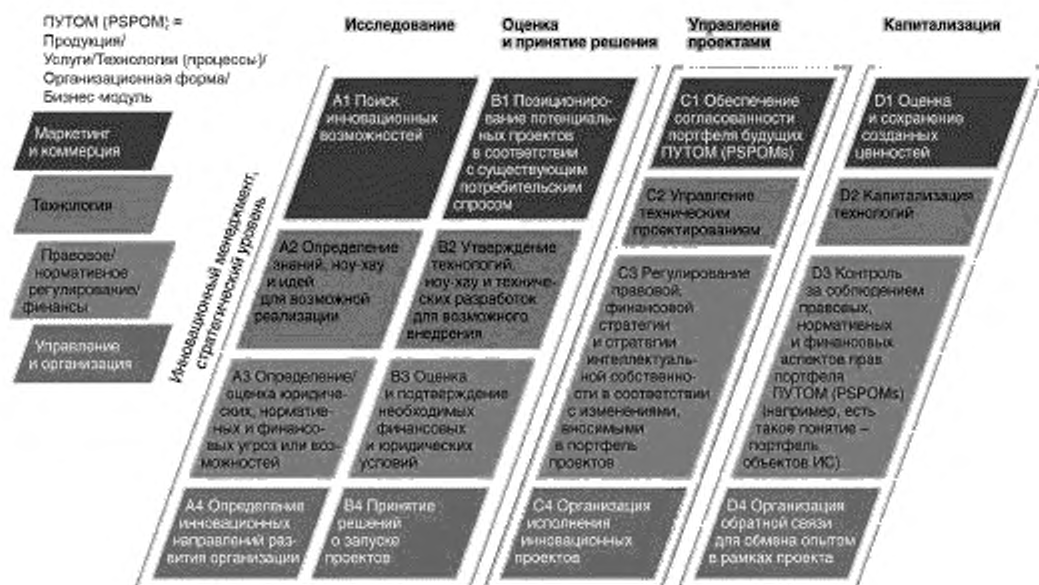 ПУТОМ (PSPOM) =
Продукция/
Услуги/Технологии (процессы)/
Организационная форма/
Бизнес-модуль
Маркетинг
и коммерция
Технология
Правовое/
нормативное
регулирование/
финансы
Управление
и организация
Инновационный менеджмент,
стратегический уровень
Исследование
Оценка
и принятие решения
Управление
проектами
Капитализация
A1 Поиск
инновационных
возможностей
B1 Позициониро-
вание потенциаль-
ных проектов
в соответствии
с существующим
потребительским
спросом
C1 Обеспечение
согласованности
портфеля будущих
ПУТОМ (PSPOMs)
D1 Оценка
и сохранение
созданных
ценностей
A2 Определение
знаний, ноу-хау
и идей
для возможной
реализации
B2 Утверждение
технологий,
ноу-хау и техниче-
ских разработок
для возможного
внедрения
C2 Управление
техническим
проектированием
D2 Капитализация
технологий
A3 Определение/
оценка юридиче-
ских, норматив-
ных и финансо-
вых угроз или воз-
можностей
B3 Оценка
и подтверждение
необходимых
финансовых
и юридических
условий
C3 Регулирование
правовой,
финансовой
стратегии
и стратегии
интеллектуаль-
ной собственно-
сти в соответствии
с изменениями,
вносимыми
в портфель
проектов
D3 Контроль
за соблюдением
правовых,
нормативных
и финансовых
аспектов прав
портфеля
ПУТОМ (PSPOMs)
(например, есть
такое понятие –
портфель
объектов ИС)
A4 Определение
инновационных
направлений раз-
вития организации
B4 Принятие
решений
о запуске
проектов
C4 Организация
исполнения
инновационных
проектов
D4 Организация
обратной связи
для обмена опытом
в рамках проекта